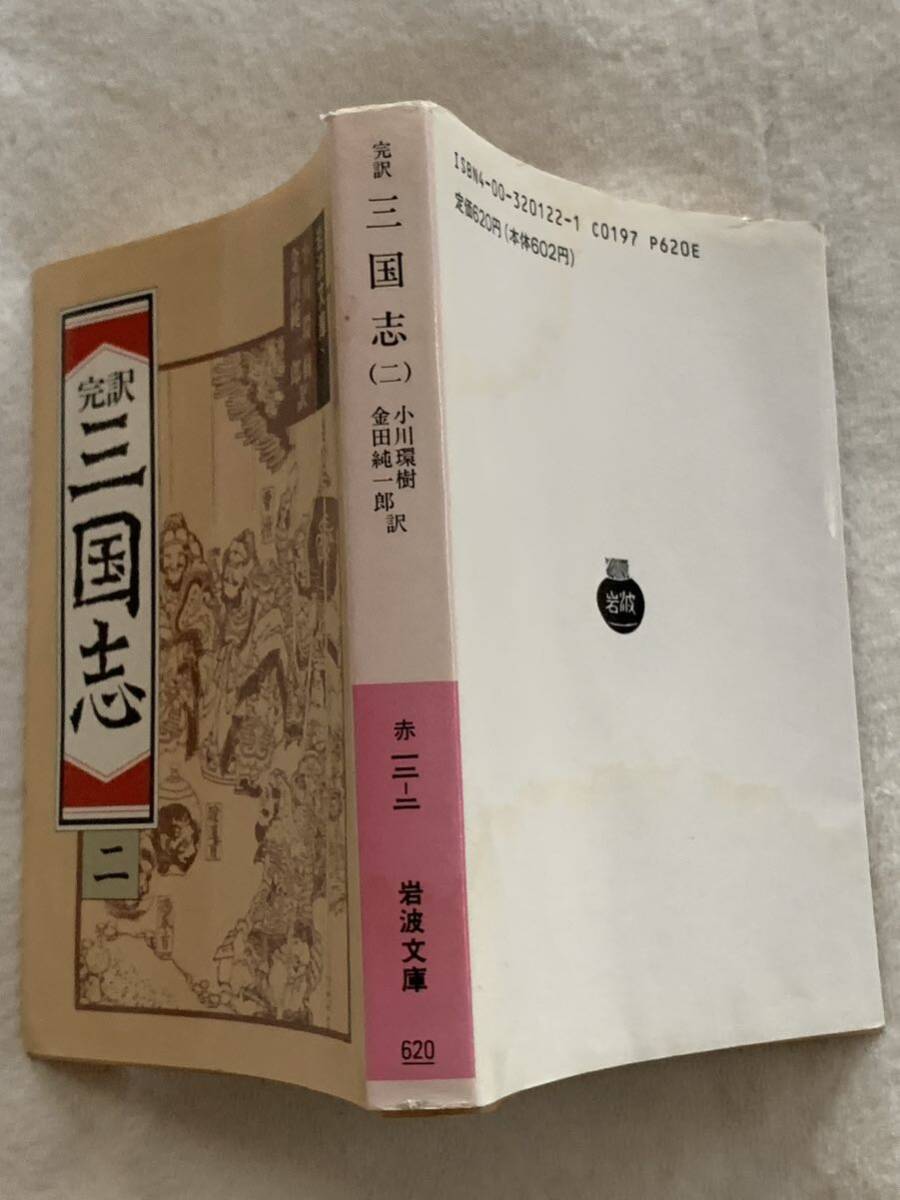 完訳
三国志
二
完訳 三国志 (二)
小川環樹
金田純一郎 訳
赤 一二-二
岩波文庫
620
ISBN4-00-320122-1 C0197 P620E
定価620円(本体602円)
岩波